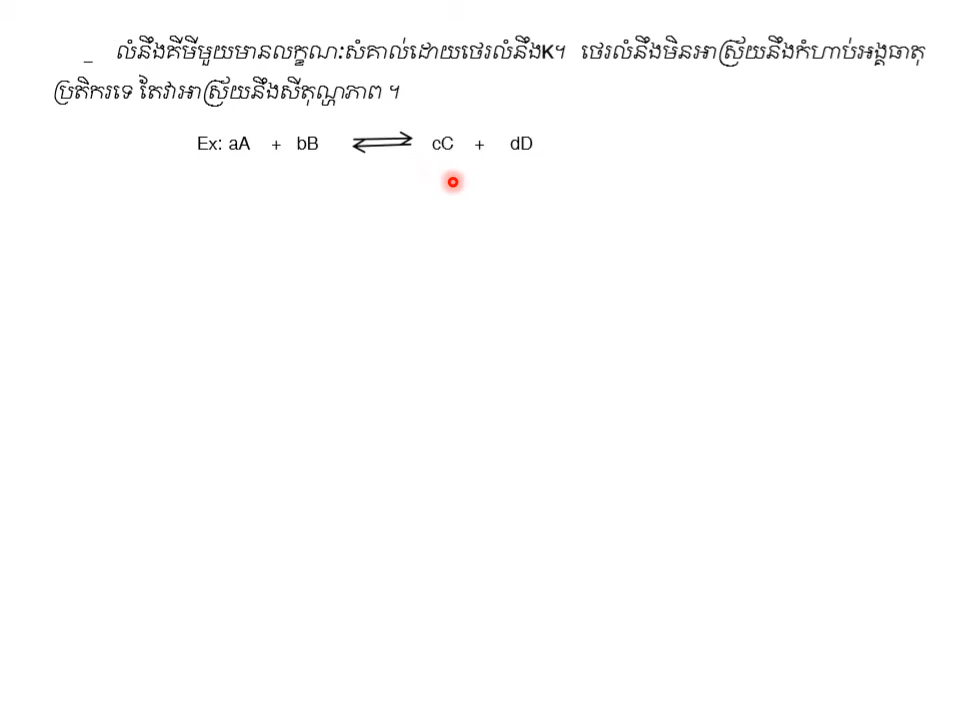 _ លំនឹងគីមីមួយមានលក្ខណៈសំគាល់ដោយថេរលំនឹងK។ ថេរលំនឹងមិនអាស្រ័យនឹងកំហាប់អង្គធាតុ
ប្រតិករទេ តែវាអាស្រ័យនឹងសីតុណ្ហភាព ។
Ex: aA + bB ⇌ cC + dD